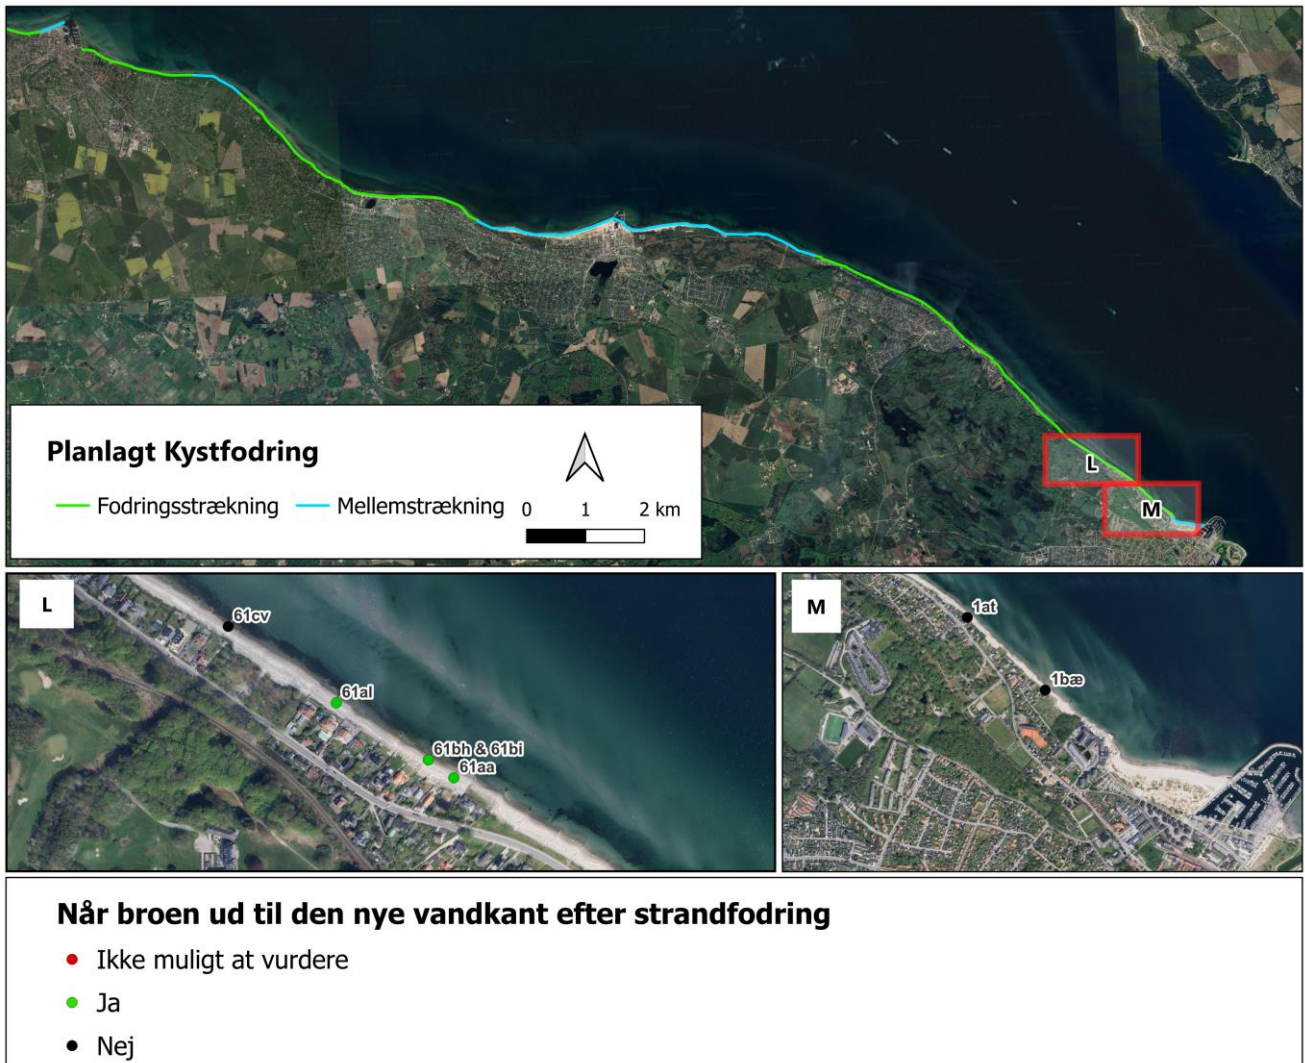 L
M
Planlagt Kystfodring
Fodringsstrækning Mellemstrækning 0 1 2 km
L
61cv
61al
61bh & 61bi
61aa
M
1at
1bæ
Når broen ud til den nye vandkant efter strandfodring
Ikke muligt at vurdere
Ja
Nej